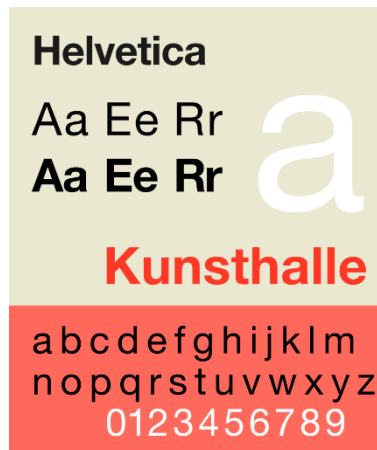 Helvetica
Aa Ee Rr
Aa Ee Rr
a
Kunsthalle
abcdefghijklm
nopqrstuvwxyz
0123456789